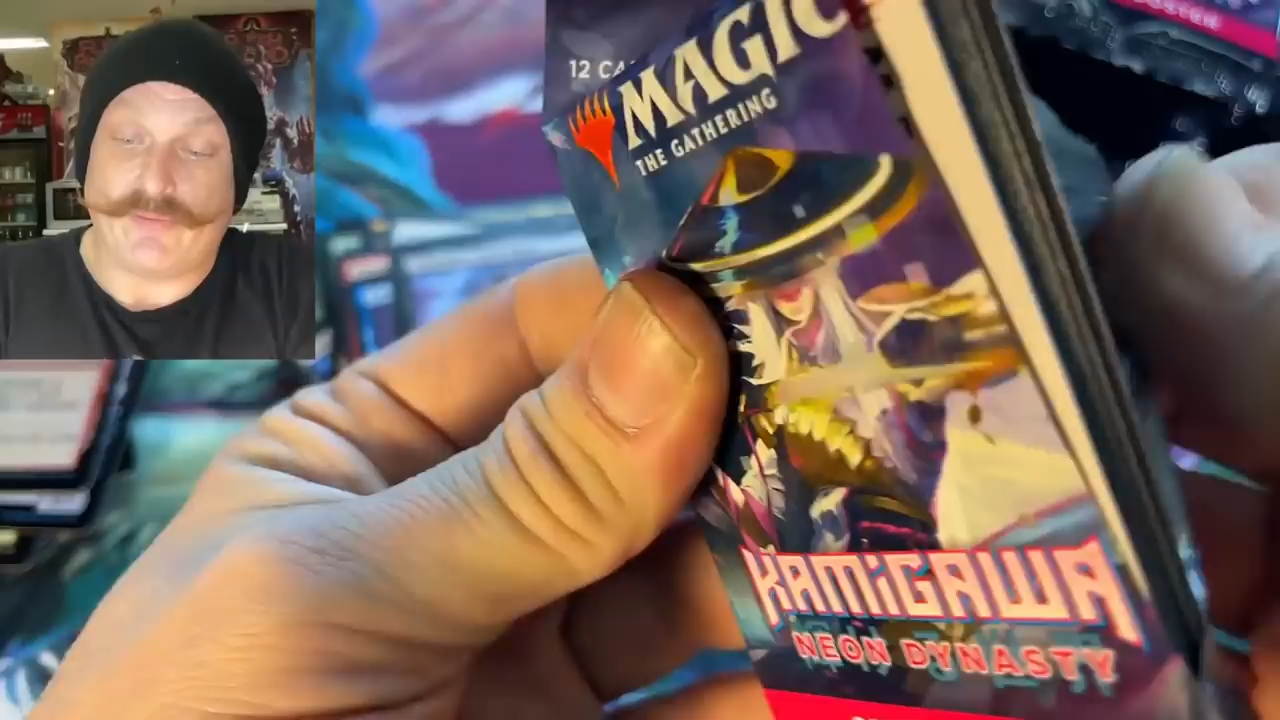 12 CA
MAGIC
THE GATHERING
KAMIGAWA
NEON DYNASTY